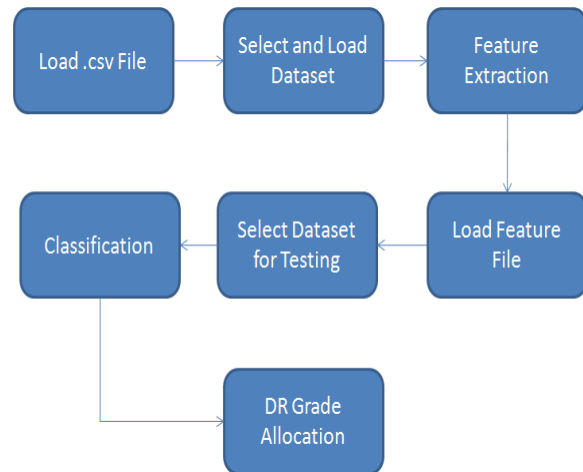 Load .csv File
Select and Load
Dataset
Feature
Extraction
Load Feature
File
Select Dataset
for Testing
Classification
DR Grade
Allocation